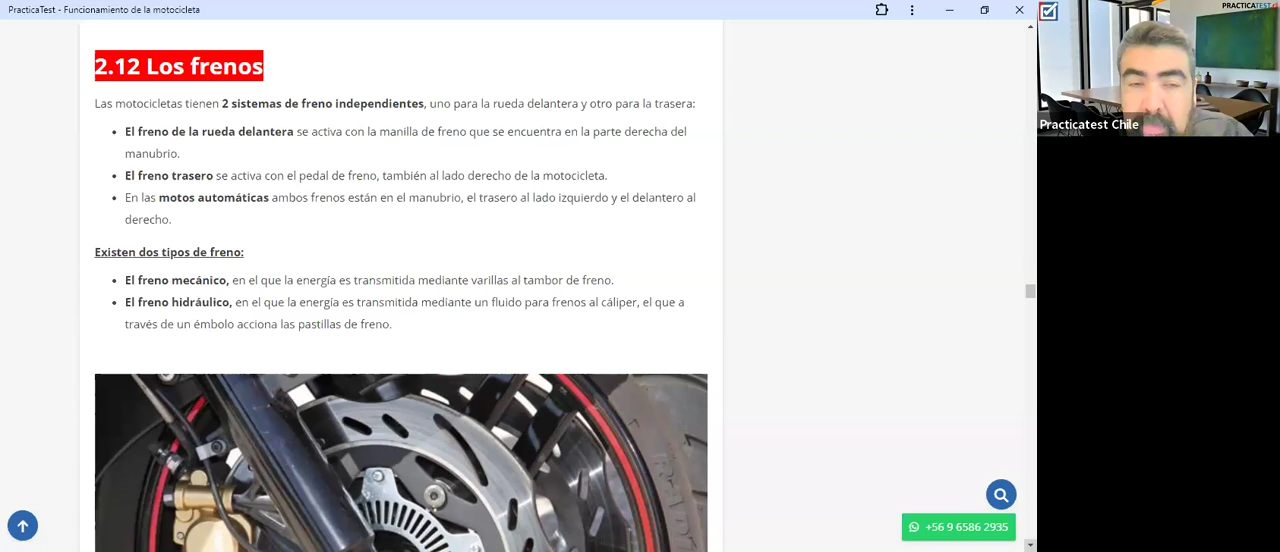 PracticaTest - Funcionamiento de la motocicleta
2.12 Los frenos
Las motocicletas tienen 2 sistemas de freno independientes, uno para la rueda delantera y otro para la trasera:
• El freno de la rueda delantera se activa con la manilla de freno que se encuentra en la parte derecha del
manubrio.
• El freno trasero se activa con el pedal de freno, también al lado derecho de la motocicleta.
• En las motos automáticas ambos frenos están en el manubrio, el trasero al lado izquierdo y el delantero al
derecho.
Existen dos tipos de freno:
• El freno mecánico, en el que la energía es transmitida mediante varillas al tambor de freno.
• El freno hidráulico, en el que la energía es transmitida mediante un fluido para frenos al cáliper, el que a
través de un émbolo acciona las pastillas de freno.
+56 9 6586 2935
PRACTICATEST
Practicatest Chile